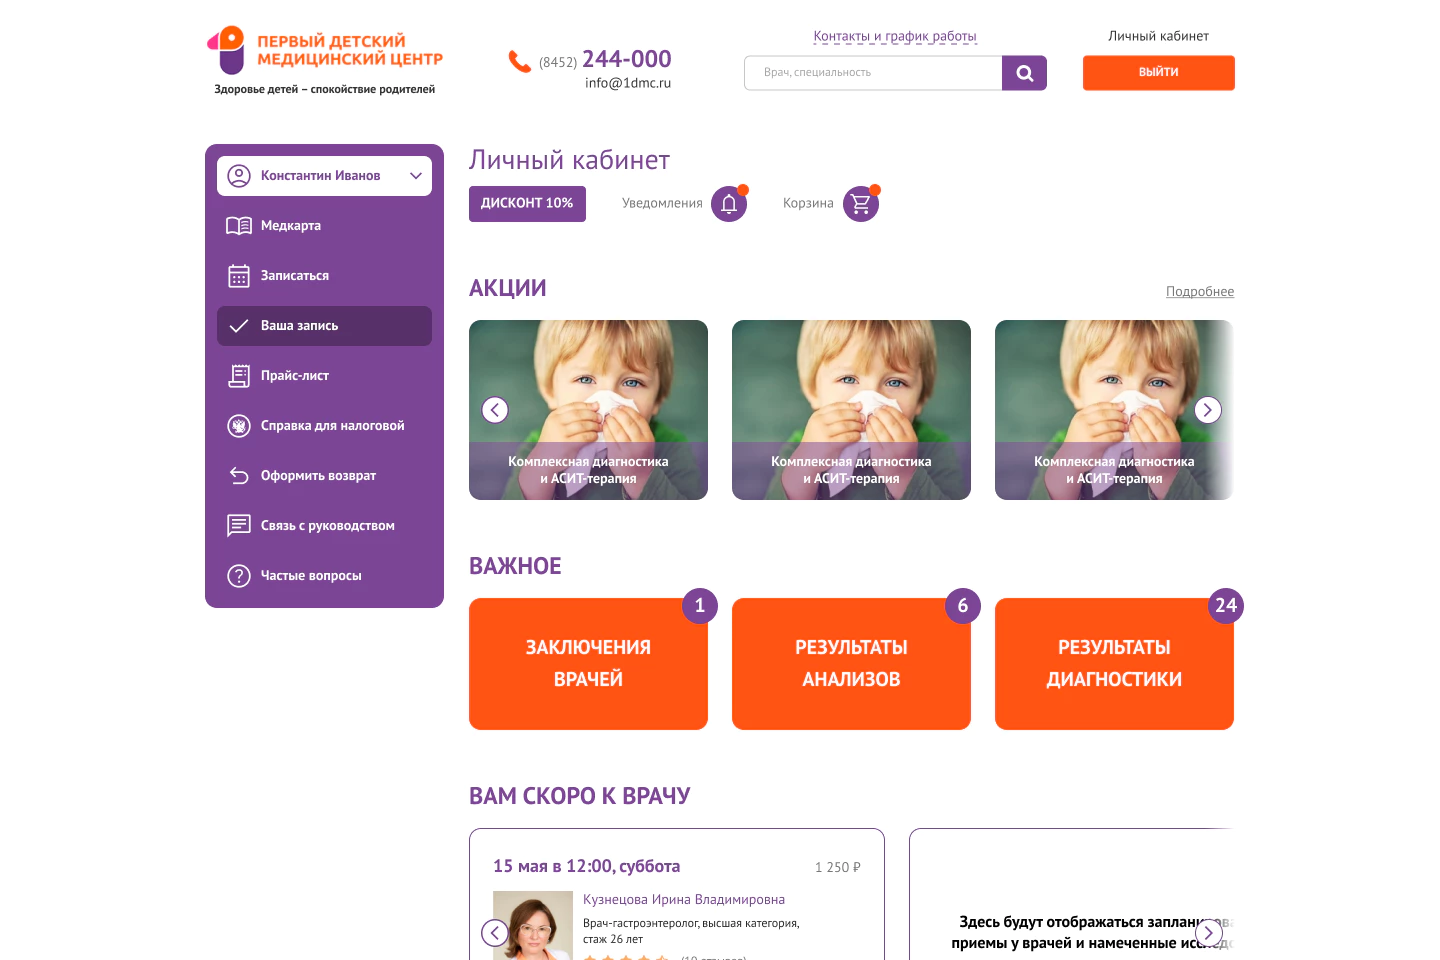 ПЕРВЫЙ ДЕТСКИЙ
МЕДИЦИНСКИЙ ЦЕНТР
Здоровье детей – спокойствие родителей
(8452) 244-000
info@1dmc.ru
Контакты и график работы
Врач, специальность
Личный кабинет
ВЫЙТИ
Константин Иванов
Медкарта
Записаться
Ваша запись
Прайс-лист
Справка для налоговой
Оформить возврат
Связь с руководством
Частые вопросы
Личный кабинет
ДИСКОНТ 10%
Уведомления
Корзина
АКЦИИ
Подробнее
Комплексная диагностика
и АСИТ-терапия
Комплексная диагностика
и АСИТ-терапия
Комплексная диагностика
и АСИТ-терапия
ВАЖНОЕ
1
ЗАКЛЮЧЕНИЯ
ВРАЧЕЙ
6
РЕЗУЛЬТАТЫ
АНАЛИЗОВ
24
РЕЗУЛЬТАТЫ
ДИАГНОСТИКИ
ВАМ СКОРО К ВРАЧУ
15 мая в 12:00, суббота
1 250 ₽
Кузнецова Ирина Владимировна
Врач-гастроэнтеролог, высшая категория,
стаж 26 лет
Здесь будут отображаться
приемы у врачей и намеченные